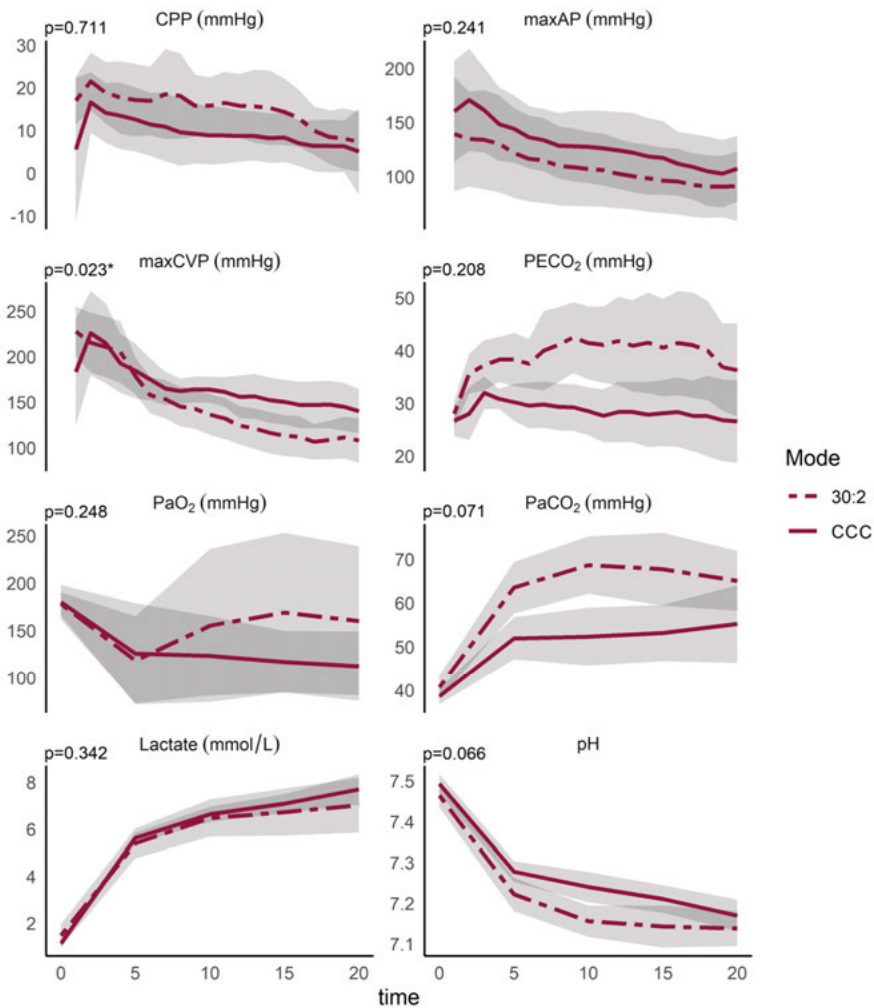 CPP (mmHg)
p=0.711
30
20
10
0
-10
maxAP (mmHg)
p=0.241
200
150
100
maxCVP (mmHg)
p=0.023*
250
200
150
100
PECO₂ (mmHg)
p=0.208
50
40
30
20
PaO₂ (mmHg)
p=0.248
250
200
150
100
PaCO₂ (mmHg)
p=0.071
70
60
50
40
Lactate (mmol/L)
p=0.342
8
6
4
2
0 5 10 15 20
pH
p=0.066
7.5
7.4
7.3
7.2
7.1
0 5 10 15 20
time
Mode
30:2
CCC